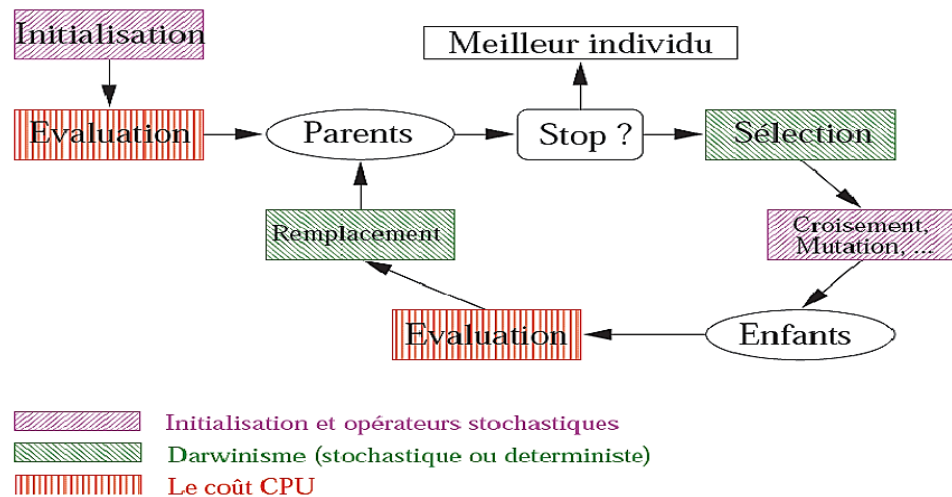 Initialisation
Meilleur individu
Evaluation
Parents
Stop ?
Sélection
Remplacement
Croisement,
Mutation, ...
Evaluation
Enfants
Initialisation et opérateurs stochastiques
Darwinisme (stochastique ou deterministe)
Le coût CPU